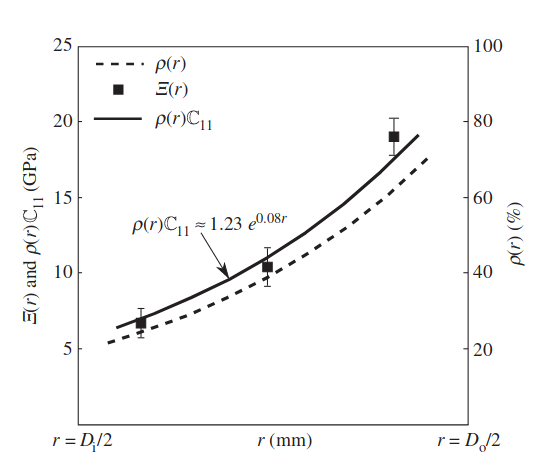 25
20
15
10
5
100
80
60
40
20
ρ(r)
Ξ(r)
ρ(r)ℂ₁₁
ρ(r)ℂ₁₁ ≈ 1.23 e^{0.08r}
Ξ(r) and ρ(r)ℂ₁₁ (GPa)
ρ(r) (%)
r = Dᵢ/2
r (mm)
r = Dₒ/2